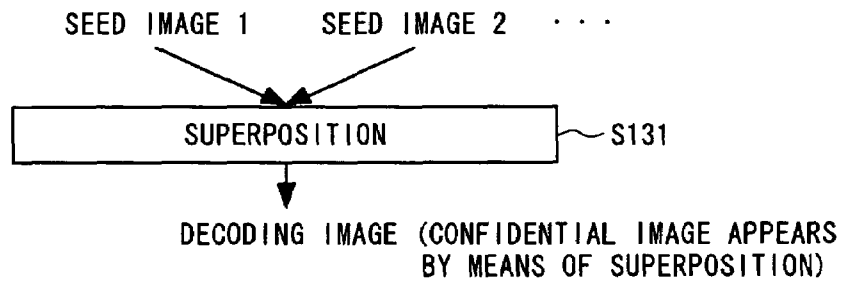 SEED IMAGE 1 SEED IMAGE 2 · · ·
SUPERPOSITION S131
DECODING IMAGE (CONFIDENTIAL IMAGE APPEARS
BY MEANS OF SUPERPOSITION)